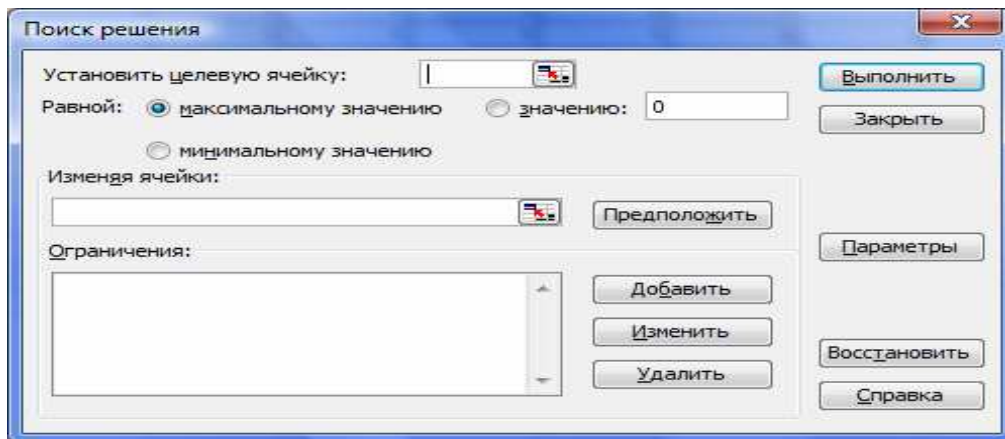 Поиск решения
Установить целевую ячейку:
Выполнить
Равной: максимальному значению значению: 0
Закрыть
минимальному значению
Изменяя ячейки:
Предположить
Параметры
Ограничения:
Добавить
Изменить
Удалить
Восстановить
Справка